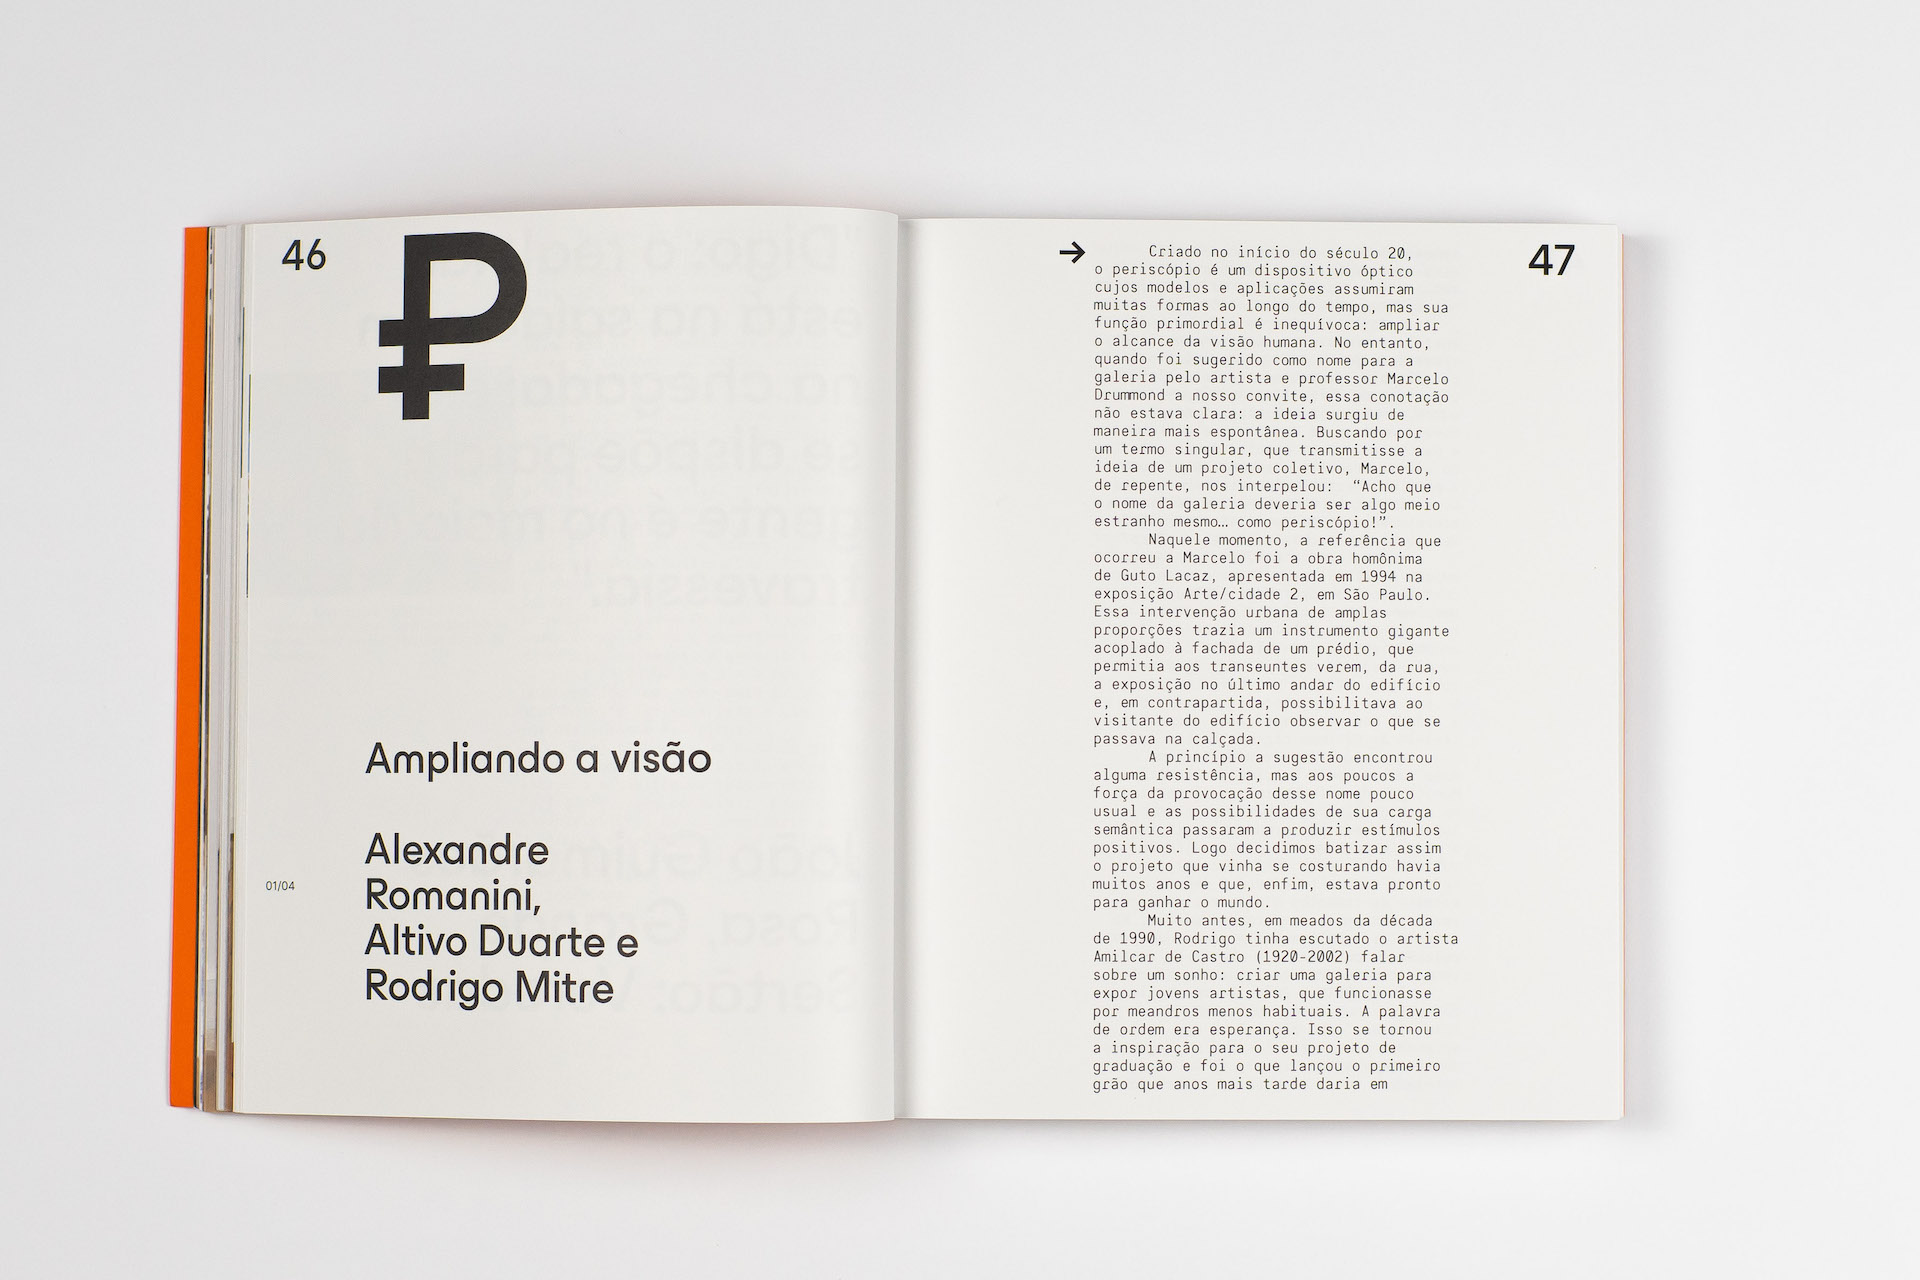 46
₽
Ampliando a visão
Alexandre
Romanini,
Altivo Duarte e
Rodrigo Mitre
01/04
→
47
Criado no início do século 20,
o periscópio é um dispositivo óptico
cujos modelos e aplicações assumiram
muitas formas ao longo do tempo, mas sua
função primordial é inequívoca: ampliar
o alcance da visão humana. No entanto,
quando foi sugerido como nome para a
galeria pelo artista e professor Marcelo
Drummond a nosso convite, essa conotação
não estava clara: a ideia surgiu de
maneira mais espontânea. Buscando por
um termo singular, que transmitisse a
ideia de um projeto coletivo, Marcelo,
de repente, nos interpelou:  “Acho que
o nome da galeria deveria ser algo meio
estranho mesmo… como periscópio!”.
Naquele momento, a referência que
ocorreu a Marcelo foi a obra homônima
de Guto Lacaz, apresentada em 1994 na
exposição Arte/cidade 2, em São Paulo.
Essa intervenção urbana de amplas
proporções trazia um instrumento gigante
acoplado à fachada de um prédio, que
permitia aos transeuntes verem, da rua,
a exposição no último andar do edifício
e, em contrapartida, possibilitava ao
visitante do edifício observar o que se
passava na calçada.
A princípio a sugestão encontrou
alguma resistência, mas aos poucos a
força da provocação desse nome pouco
usual e as possibilidades de sua carga
semântica passaram a produzir estímulos
positivos. Logo decidimos batizar assim
o projeto que vinha se costurando havia
muitos anos e que, enfim, estava pronto
para ganhar o mundo.
Muito antes, em meados da década
de 1990, Rodrigo tinha escutado o artista
Amilcar de Castro (1920-2002) falar
sobre um sonho: criar uma galeria para
expor jovens artistas, que funcionasse
por meandros menos habituais. A palavra
de ordem era esperança. Isso se tornou
a inspiração para o seu projeto de
graduação e foi o que lançou o primeiro
grão que anos mais tarde daria em